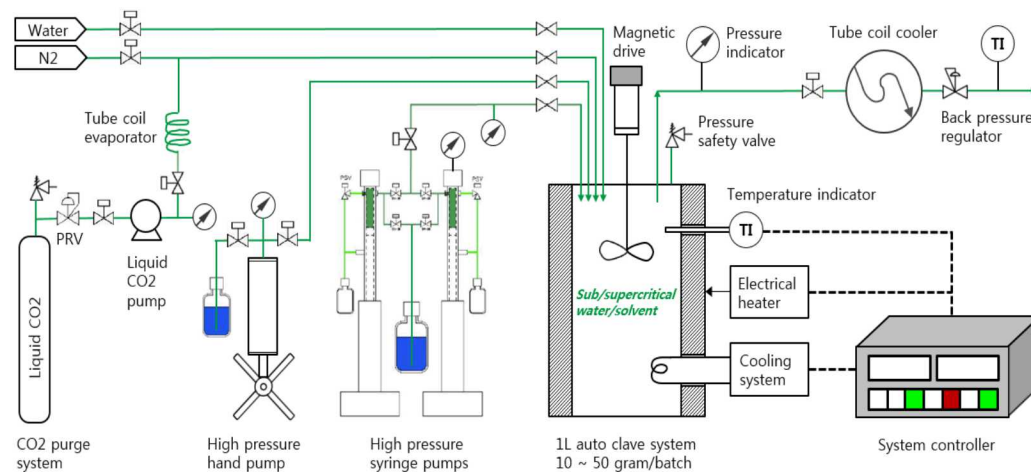 Water
N2
Tube coil
evaporator
PRV
Liquid
CO2
pump
Liquid CO2
CO2 purge
system
High pressure
hand pump
PSV
PSV
High pressure
syringe pumps
Magnetic
drive
Pressure
indicator
Pressure
safety valve
Tube coil cooler
TI
Back pressure
regulator
Temperature indicator
TI
Electrical
heater
Sub/supercritical
water/solvent
Cooling
system
1L auto clave system
10 ~ 50 gram/batch
System controller